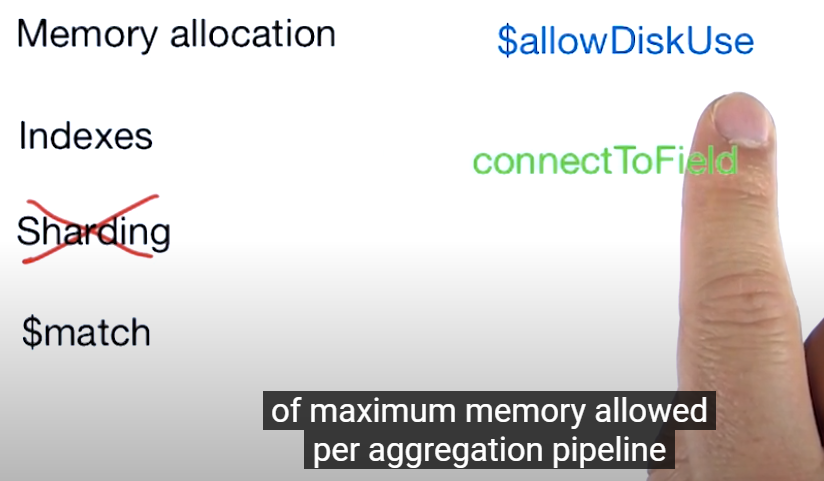 Memory allocation
$allowDiskUse
Indexes
connectToField
Sharding
$match
of maximum memory allowed
per aggregation pipeline